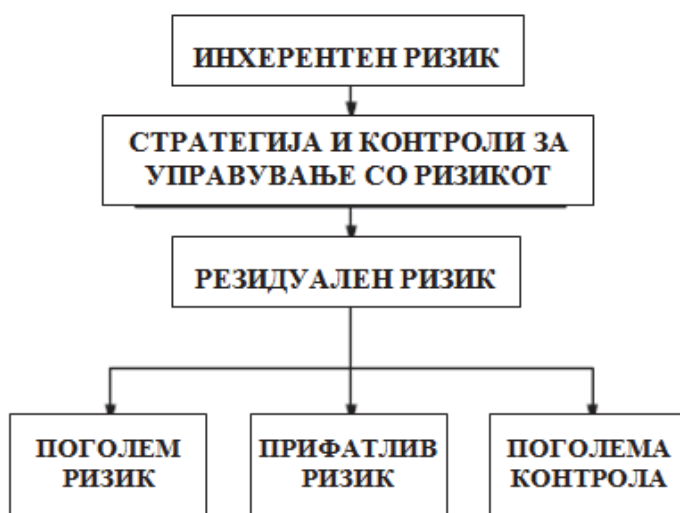 ИНХЕРЕНТЕН РИЗИК
СТРАТЕГИЈА И КОНТРОЛИ ЗА
УПРАВУВАЊЕ СО РИЗИКОТ
РЕЗИДУАЛЕН РИЗИК
ПОГОЛЕМ
РИЗИК
ПРИФАТЛИВ
РИЗИК
ПОГОЛЕМА
КОНТРОЛА